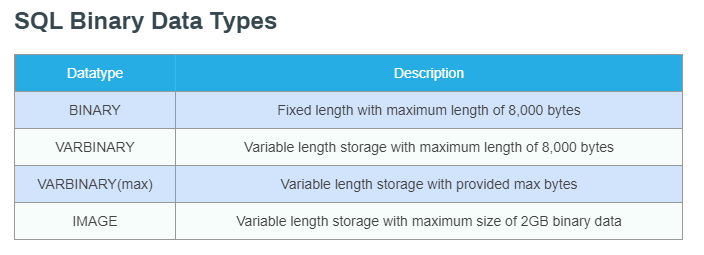 SQL Binary Data Types
Datatype Description
BINARY Fixed length with maximum length of 8,000 bytes
VARBINARY Variable length storage with maximum length of 8,000 bytes
VARBINARY(max) Variable length storage with provided max bytes
IMAGE Variable length storage with maximum size of 2GB binary data